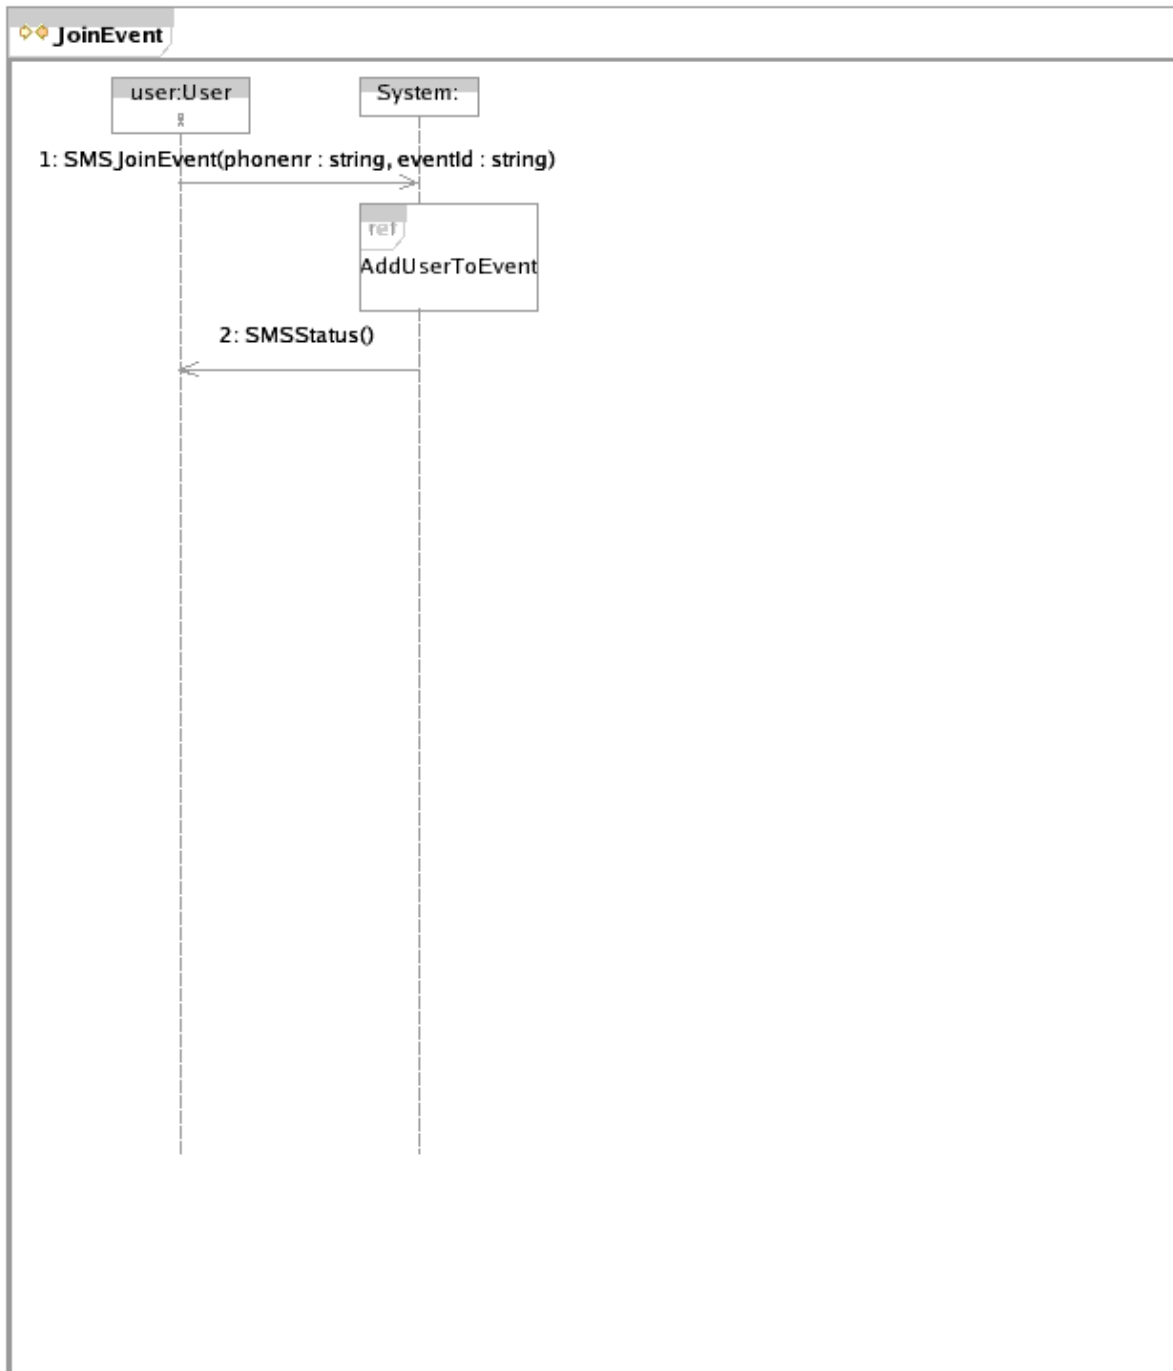 JoinEvent
user:User
System:
1: SMSJoinEvent(phonenr : string, eventId : string)
ref
AddUserToEvent
2: SMSStatus()